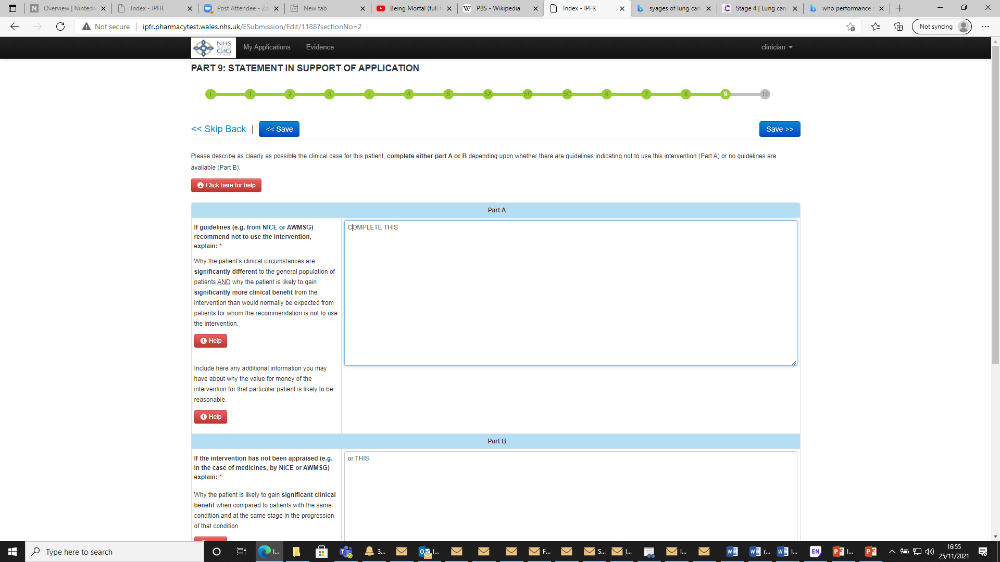 Overview | Ninteda
Index - IPFR
Post Attendee - Zo
New tab
Being Mortal (full f
PBS - Wikipedia
Index - IPFR
syages of lung can
Stage 4 | Lung can
who performance s
Not secure | ipfr.pharmacytest.wales.nhs.uk/ESubmission/Edit/1188?sectionNo=2
Not syncing
NHS
WALES
GIG
CYMRU
My Applications
Evidence
clinician
PART 9: STATEMENT IN SUPPORT OF APPLICATION
i 1 2 3 i 4 5 5A 5B 5C 6 7 8 9 10
<< Skip Back | << Save
Save >>
Please describe as clearly as possible the clinical case for this patient, complete either part A or B depending upon whether there are guidelines indicating not to use this intervention (Part A) or no guidelines are
available (Part B).
Click here for help
Part A
If guidelines (e.g. from NICE or AWMSG)
recommend not to use the intervention,
explain: *
Why the patient's clinical circumstances are
significantly different to the general population of
patients AND why the patient is likely to gain
significantly more clinical benefit from the
intervention than would normally be expected from
patients for whom the recommendation is not to use
the intervention.
Help
Include here any additional information you may
have about why the value for money of the
intervention for that particular patient is likely to be
reasonable.
Help
COMPLETE THIS
Part B
If the intervention has not been appraised (e.g.
in the case of medicines, by NICE or AWMSG)
explain: *
Why the patient is likely to gain significant clinical
benefit when compared to patients with the same
condition and at the same stage in the progression
of that condition.
or THIS
Type here to search
I...
3...
I...
F...
S...
I...
I...
r...
I...
EN
I...
16:55
25/11/2021